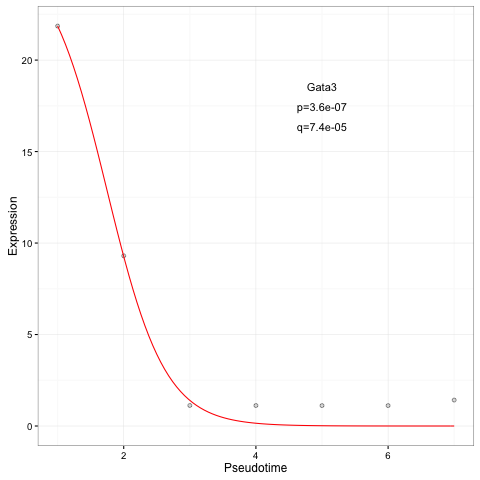 Gata3
p=3.6e-07
q=7.4e-05
Expression
20
15
10
5
0
2 4 6
Pseudotime